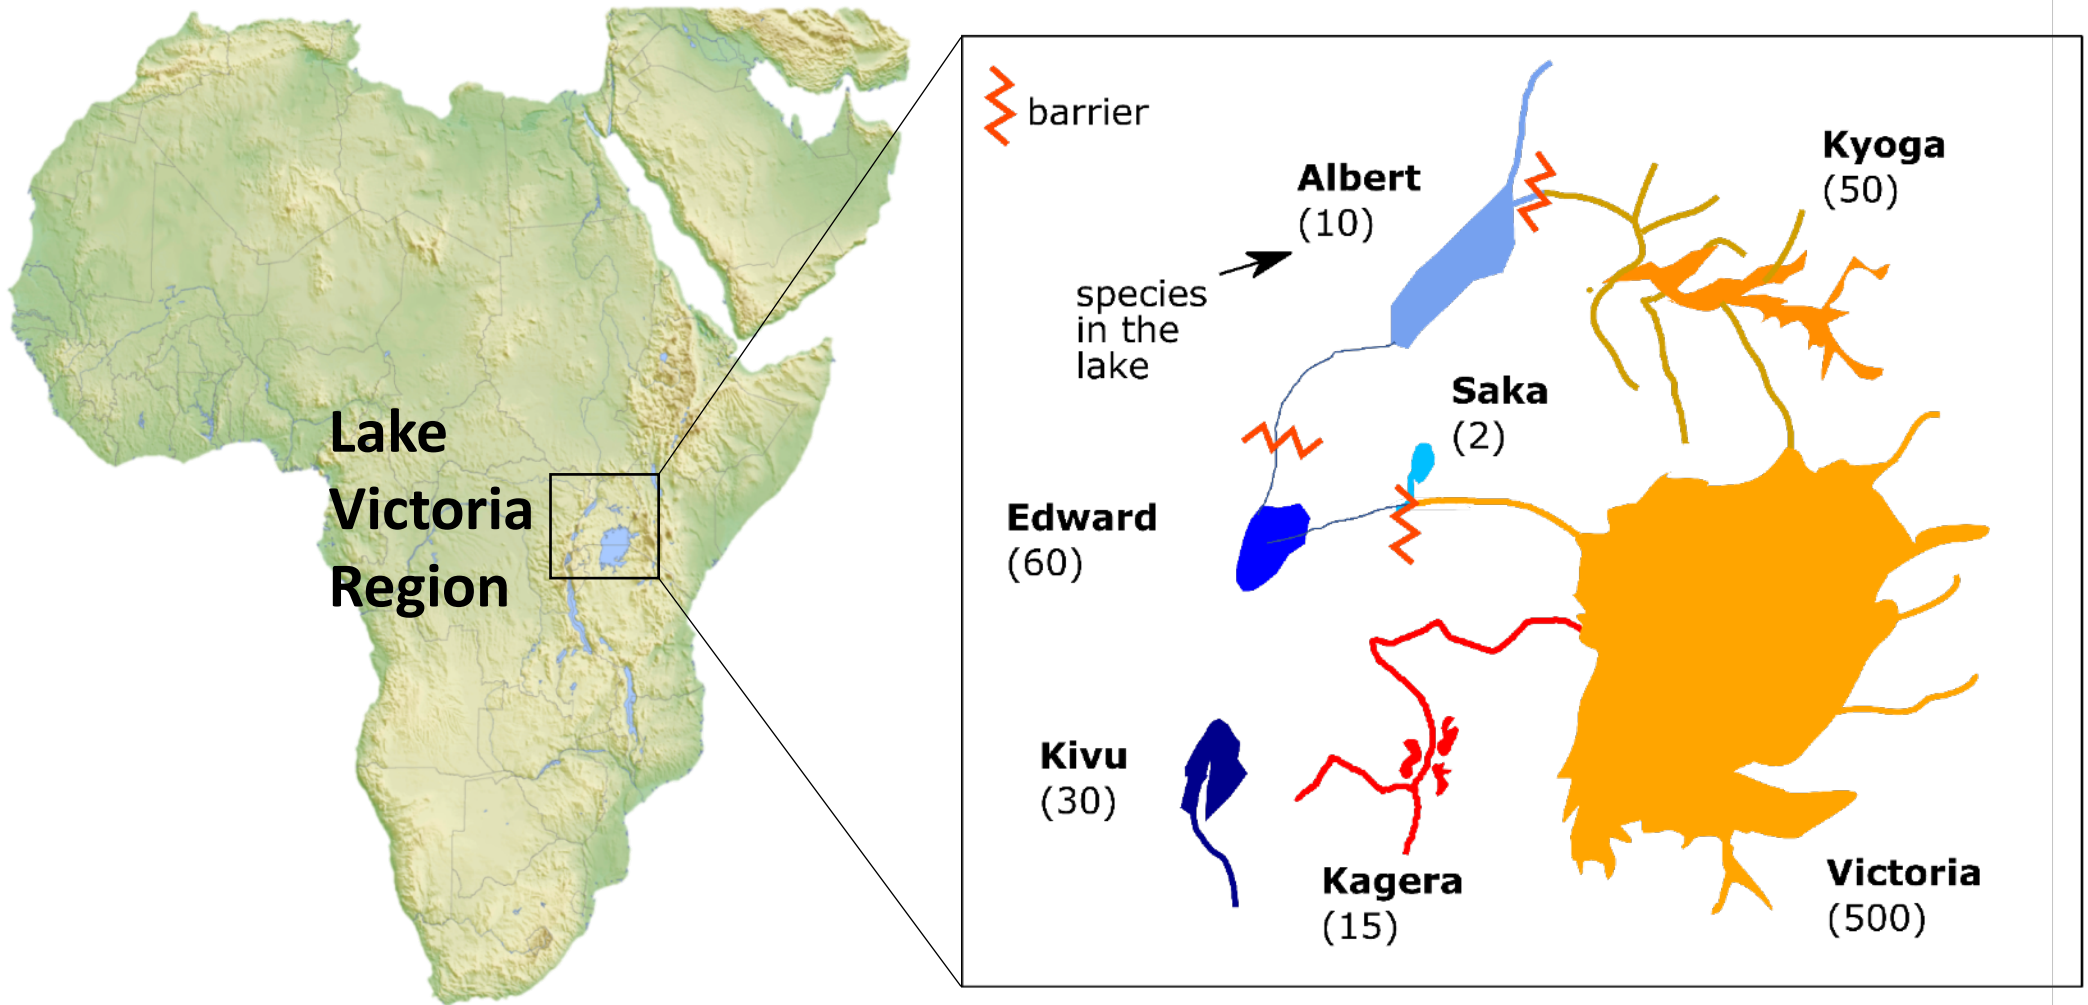 Lake
Victoria
Region
barrier
Albert
(10)
Kyoga
(50)
species
in the
lake
Saka
(2)
Edward
(60)
Kivu
(30)
Kagera
(15)
Victoria
(500)